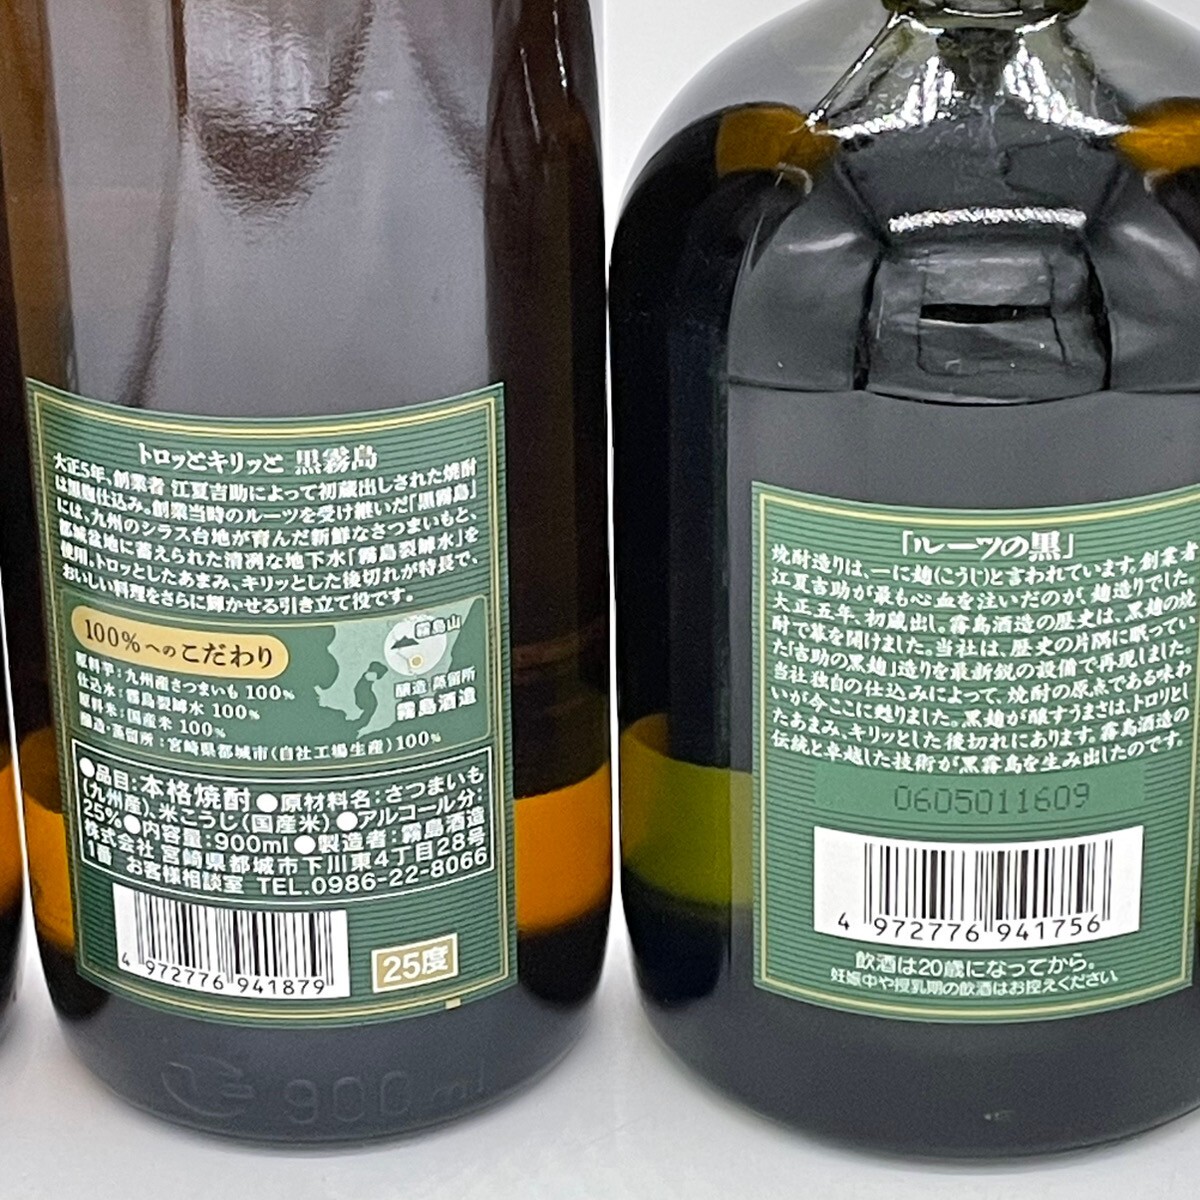 トロッとキリッと 黒霧島
大正5年、創業者 江夏吉助によって初蔵出しされた焼酎
は黒麹仕込み。創業当時のルーツを受け継いだ「黒霧島」
には、九州のシラス台地が育んだ新鮮なさつまいもと、
都城盆地に蓄えられた清冽な地下水「霧島裂罅水」を
使用。トロッとしたあまみ、キリッとした後切れが特長で、
おいしい料理をさらに輝かせる引き立て役です。
100%へのこだわり
原料芋:九州産さつまいも 100%
仕込水:霧島裂罅水 100%
原料米:国産米 100%
醸造・蒸留所:宮崎県都城市(自社工場生産)100%
霧島山
醸造 蒸留所
霧島酒造
●品目:本格焼酎 ●原材料名:さつまいも
(九州産)、米こうじ(国産米) ●アルコール分:
25% ●内容量:900ml ●製造者:霧島酒造
株式会社 宮崎県都城市下川東4丁目28号
1番 お客様相談室 TEL.0986-22-8066
4 972776 941879
25度
900ml
「ルーツの黒」
焼酎造りは、一に麹(こうじ)と言われています。創業者
江夏吉助が最も心血を注いだのが、麹造りでした。
大正五年、初蔵出し。霧島酒造の歴史は、黒麹の焼
酎で幕を開けました。当社は、歴史の片隅に眠ってい
た「吉助の黒麹」造りを最新鋭の設備で再現しました。
当社独自の仕込みによって、焼酎の原点である味わ
いが今ここに甦りました。黒麹が醸すうまさは、トロリとし
たあまみ、キリッとした後切れにあります。霧島酒造の
伝統と卓越した技術が黒霧島を生み出したのです。
0605011609
4 972776 941756
飲酒は20歳になってから。
妊娠中や授乳期の飲酒はお控えください。